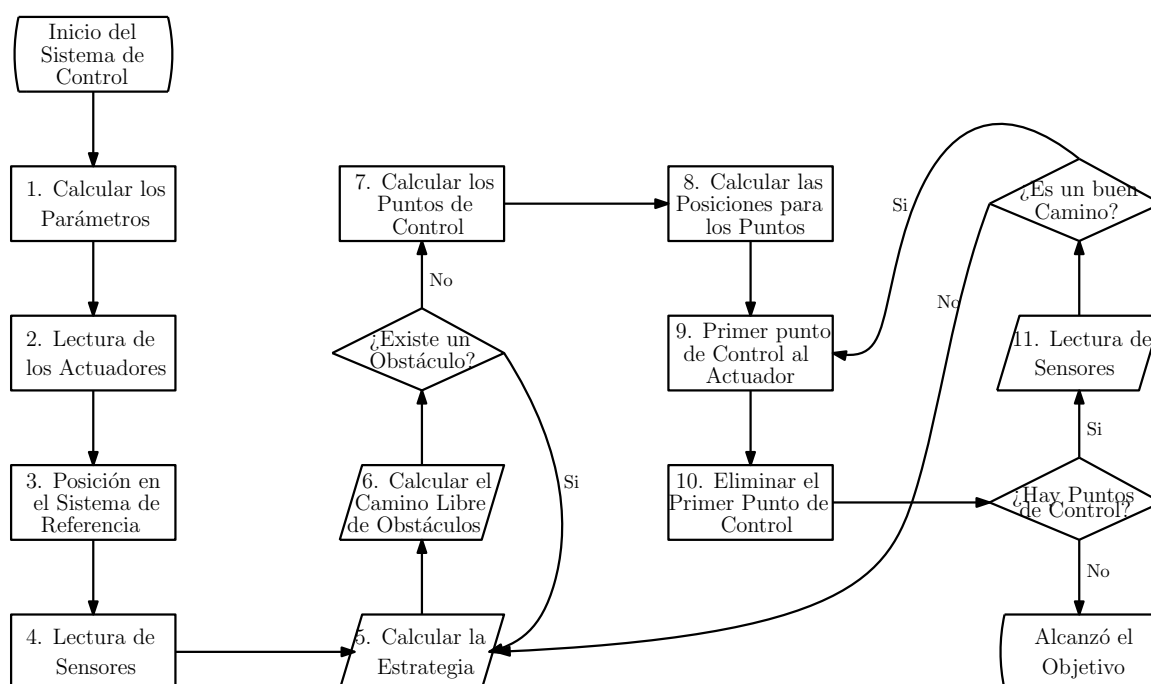 Inicio del
Sistema de
Control
1. Calcular los
Parámetros
2. Lectura de
los Actuadores
3. Posición en
el Sistema de
Referencia
4. Lectura de
Sensores
5. Calcular la
Estrategia
6. Calcular el
Camino Libre
de Obstáculos
¿Existe un
Obstáculo?
No
Si
7. Calcular los
Puntos de
Control
8. Calcular las
Posiciones para
los Puntos
9. Primer punto
de Control al
Actuador
10. Eliminar el
Primer Punto de
Control
¿Hay Puntos
de Control?
Si
No
11. Lectura de
Sensores
¿Es un buen
Camino?
Si
No
Alcanzó el
Objetivo